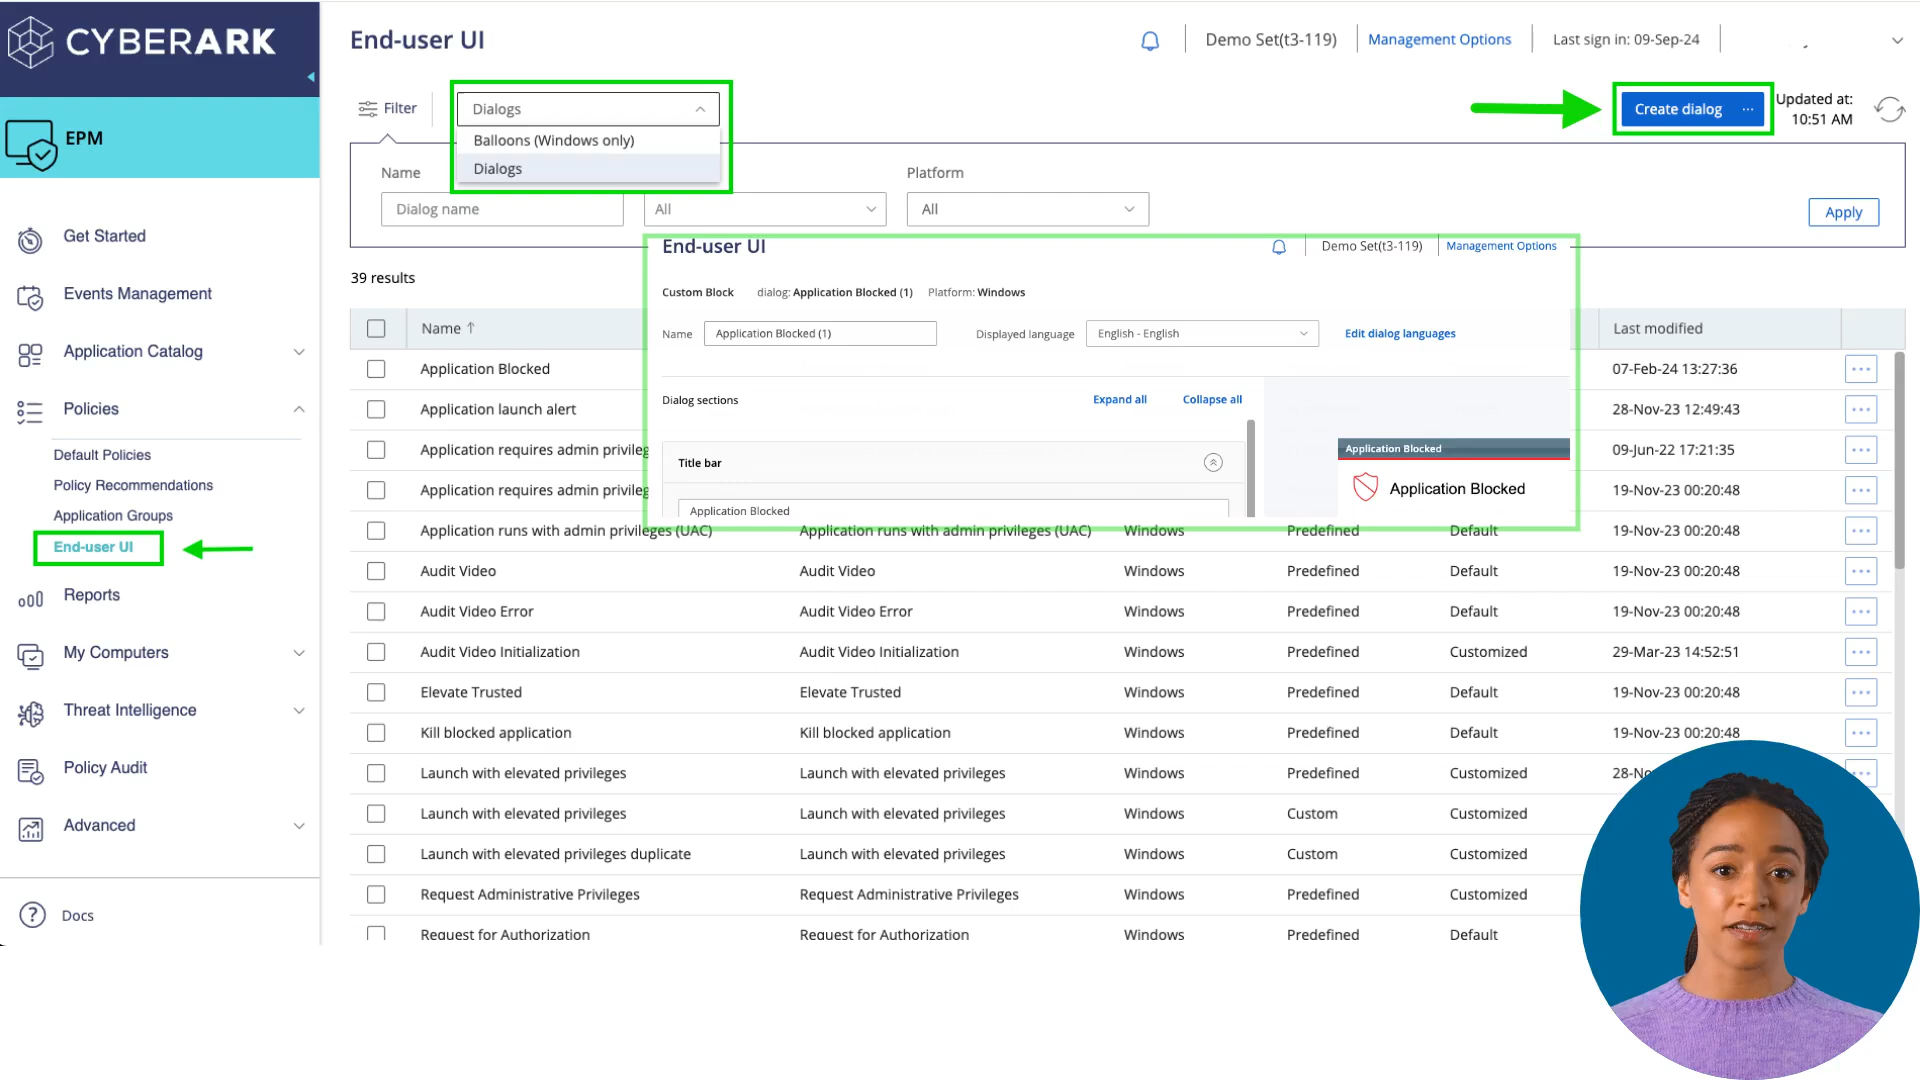 CYBERARK
End-user UI
Demo Set(t3-119)
Management Options
Last sign in: 09-Sep-24
EPM
Filter
Dialogs
Balloons (Windows only)
Dialogs
Create dialog ...
Updated at:
10:51 AM
Name
Platform
Dialog name
All
All
Apply
39 results
Get Started
Events Management
Application Catalog
Policies
Default Policies
Policy Recommendations
Application Groups
End-user UI
Reports
My Computers
Threat Intelligence
Policy Audit
Advanced
Docs
End-user UI
Demo Set(t3-119)
Management Options
Custom Block dialog: Application Blocked (1) Platform: Windows
Name Application Blocked (1) Displayed language English - English Edit dialog languages
Dialog sections Expand all Collapse all
Title bar
Application Blocked
Application Blocked
Application Blocked
Name ↑ Last modified
Application Blocked 07-Feb-24 13:27:36
Application launch alert 28-Nov-23 12:49:43
Application requires admin privileg 09-Jun-22 17:21:35
Application requires admin privileg 19-Nov-23 00:20:48
Application runs with admin privileges (UAC) Application runs with admin privileges (UAC) Windows Predefined Default 19-Nov-23 00:20:48
Audit Video Audit Video Windows Predefined Default 19-Nov-23 00:20:48
Audit Video Error Audit Video Error Windows Predefined Default 19-Nov-23 00:20:48
Audit Video Initialization Audit Video Initialization Windows Predefined Customized 29-Mar-23 14:52:51
Elevate Trusted Elevate Trusted Windows Predefined Default 19-Nov-23 00:20:48
Kill blocked application Kill blocked application Windows Predefined Default 19-Nov-23 00:20:48
Launch with elevated privileges Launch with elevated privileges Windows Predefined Customized 28-No
Launch with elevated privileges Launch with elevated privileges Windows Custom Customized
Launch with elevated privileges duplicate Launch with elevated privileges Windows Custom Customized
Request Administrative Privileges Request Administrative Privileges Windows Predefined Customized
Request for Authorization Request for Authorization Windows Predefined Default